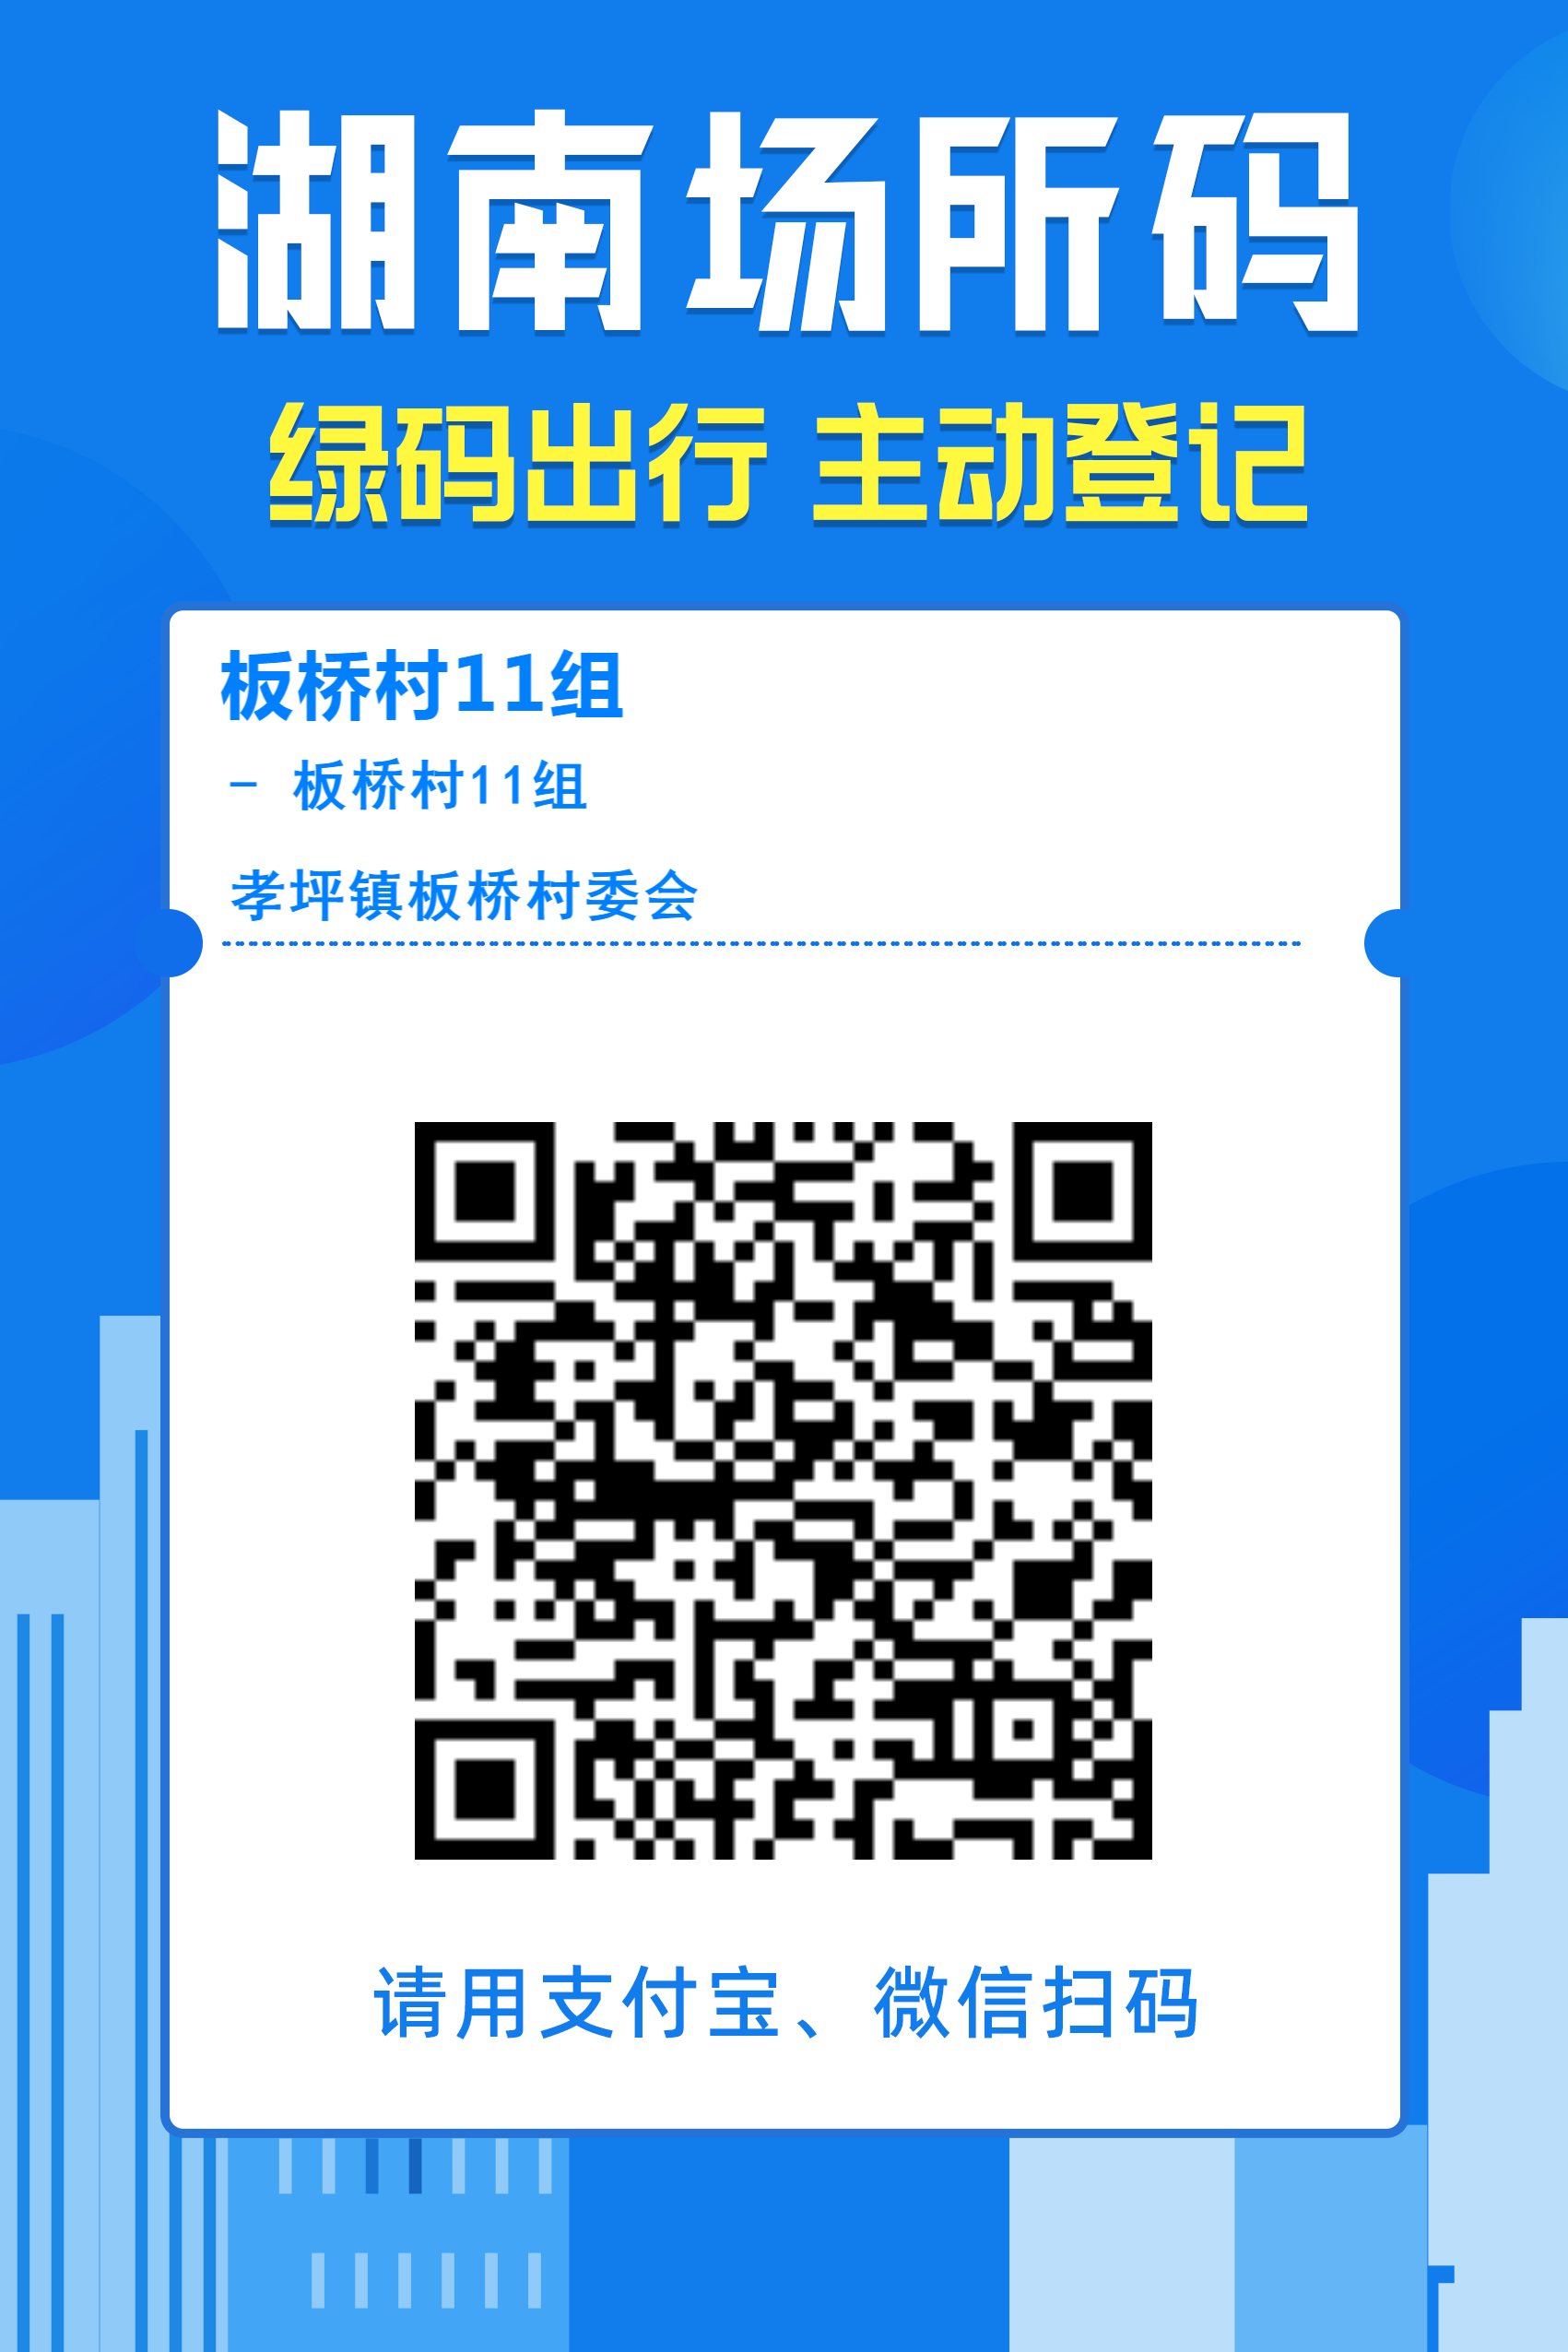 湖南场所码
绿码出行 主动登记
板桥村11组
- 板桥村11组
孝坪镇板桥村委会
请用支付宝、微信扫码